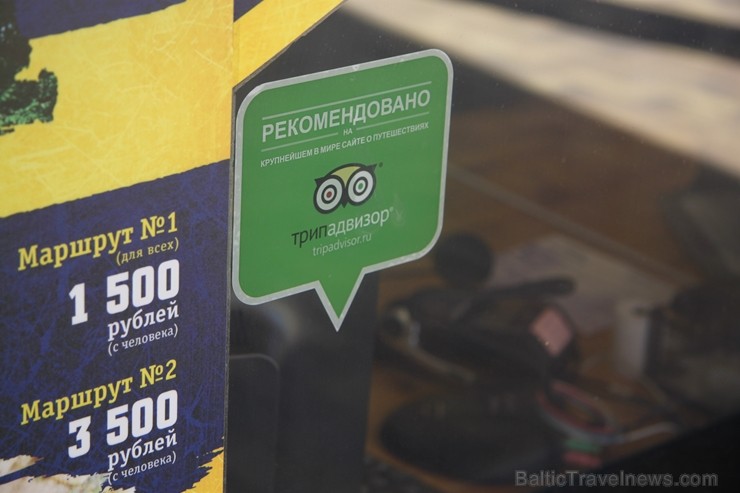 РЕКОМЕНДОВАНО
НА
КРУПНЕЙШЕМ В МИРЕ САЙТЕ О ПУТЕШЕСТВИЯХ
трипадвизор®
tripadvisor.ru
Маршрут №1
(для всех)
1 500
рублей
(с человека)
Маршрут №2
3 500
рублей
(с человека)
BalticTravelnews.com